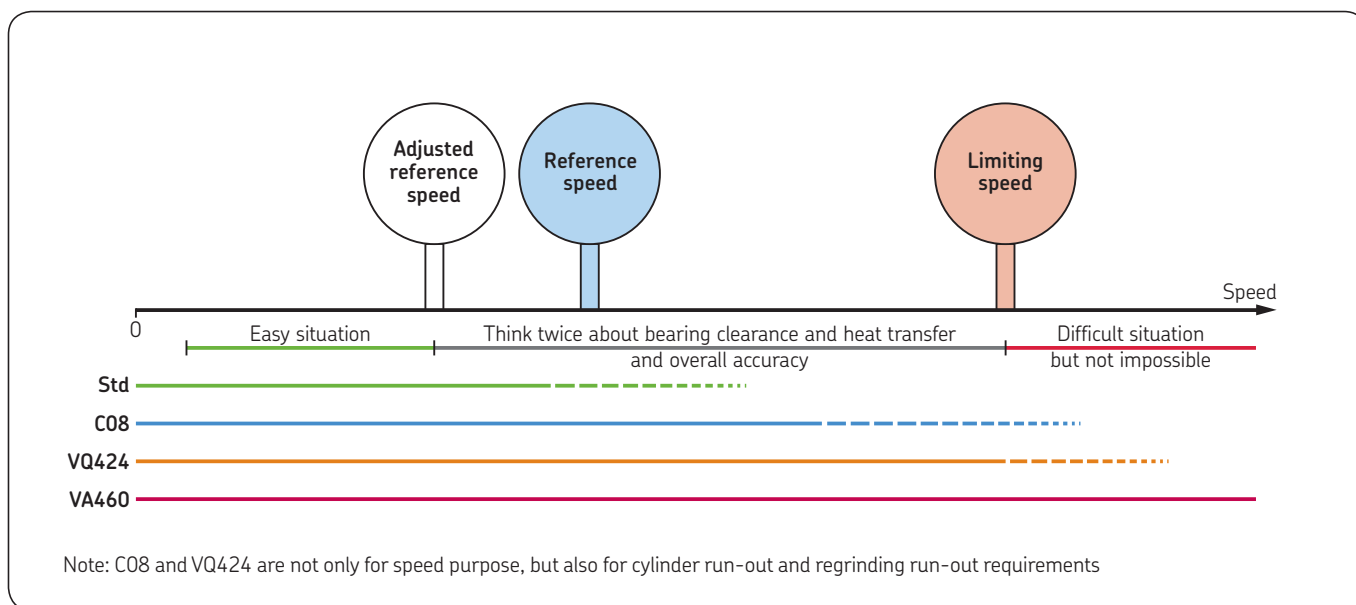 Adjusted
reference
speed
Reference
speed
Limiting
speed
Speed
0
Easy situation
Think twice about bearing clearance and heat transfer
and overall accuracy
Difficult situation
but not impossible
Std
C08
VQ424
VA460
Note: C08 and VQ424 are not only for speed purpose, but also for cylinder run-out and regrinding run-out requirements